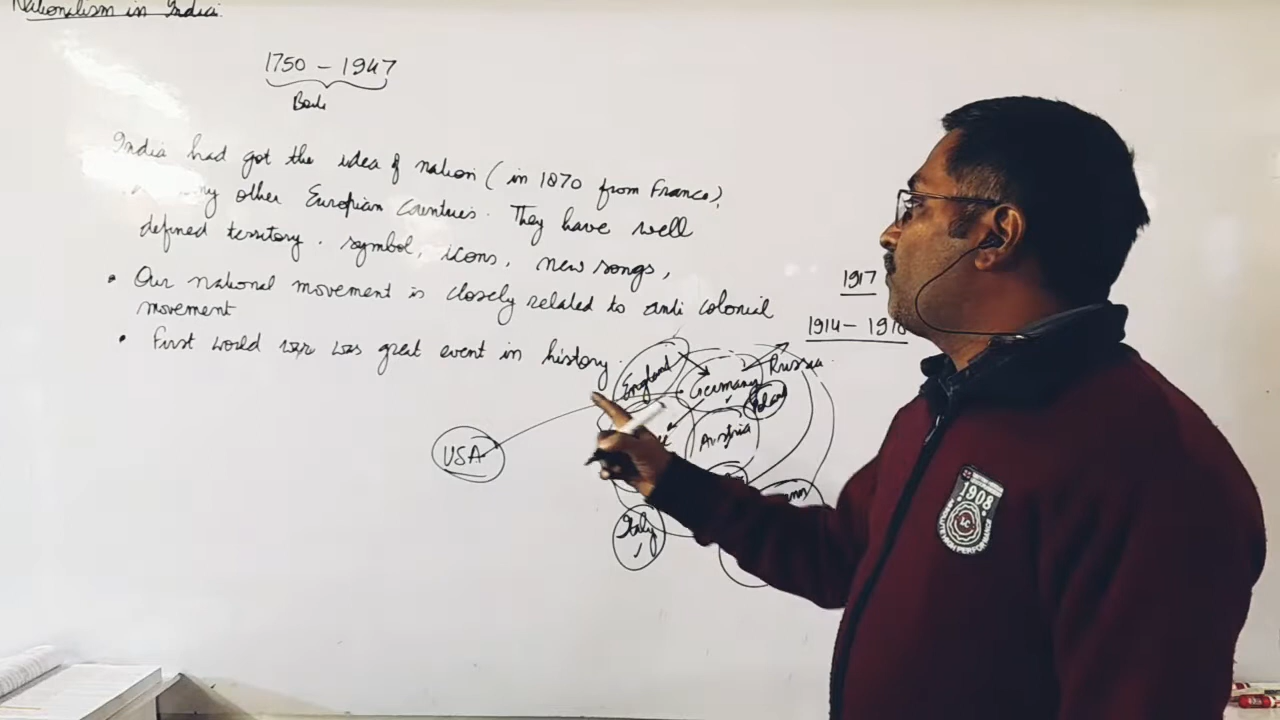 Nationalism in India
1750 - 1947
India had got the idea of nation (in 1870 from France),
other European Countries. They have well
defined territory. symbol, icons, new songs,
• Our national movement is closely related to anti colonial
movement
• First world war was great event in history.
1917
1914 - 1918
England
Germany
Russia
Poland
Austria
USA
Italy
1908